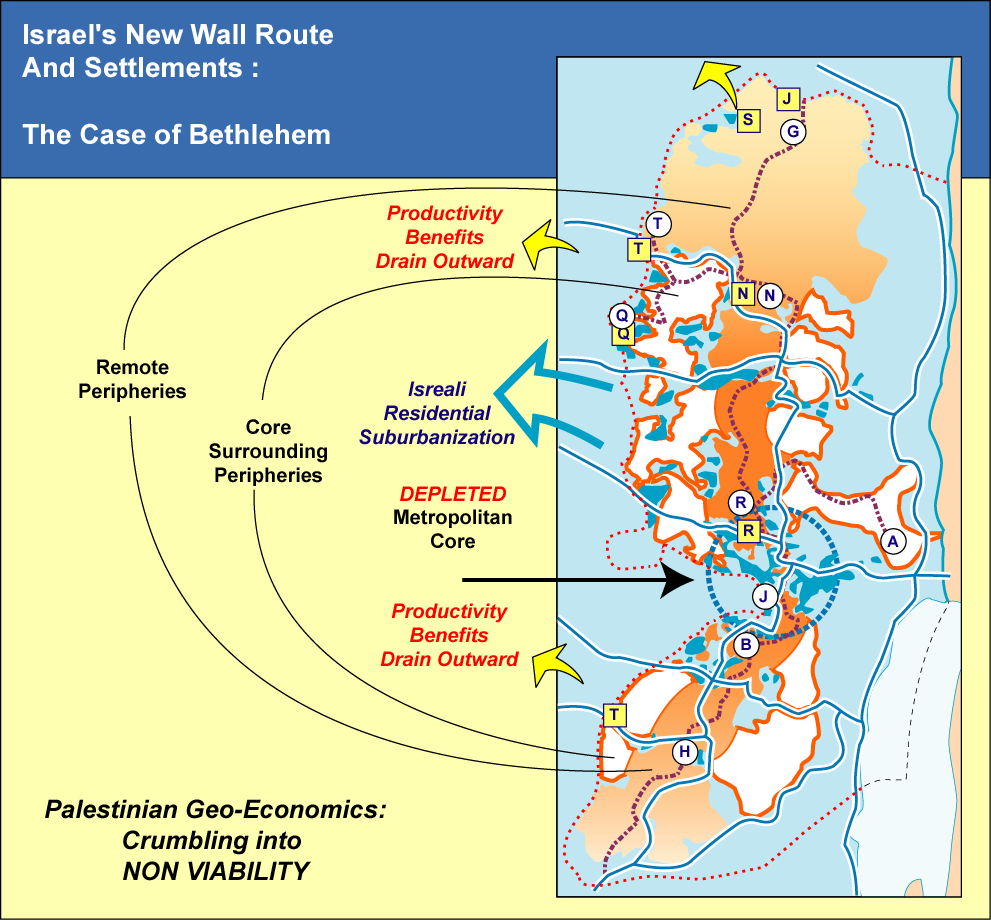 Israel's New Wall Route
And Settlements :
The Case of Bethlehem
Productivity
Benefits
Drain Outward
Remote
Peripheries
Core
Surrounding
Peripheries
Isreali
Residential
Suburbanization
DEPLETED
Metropolitan
Core
Productivity
Benefits
Drain Outward
Palestinian Geo-Economics:
Crumbling into
NON VIABILITY
J
S
G
T
T
N
N
Q
Q
R
R
A
J
B
T
H